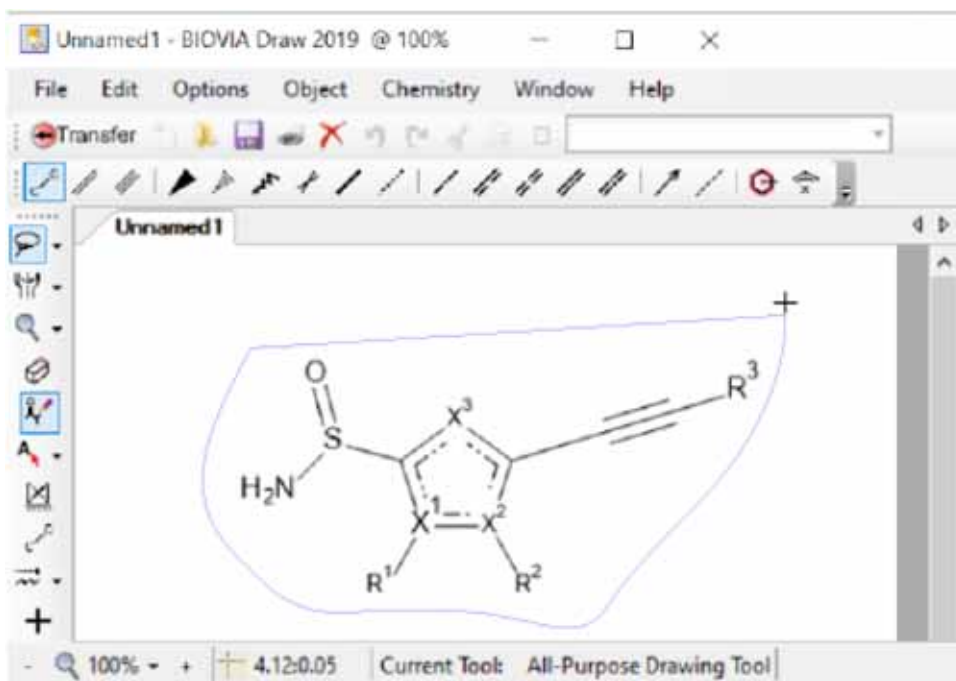 Unnamed1 - BIOVIA Draw 2019 @ 100%
File Edit Options Object Chemistry Window Help
Transfer
Unnamed1
O
R³
X³
S
H₂N
X¹ X²
R¹ R²
- 100% + 4.12:0.05 Current Tool: All-Purpose Drawing Tool